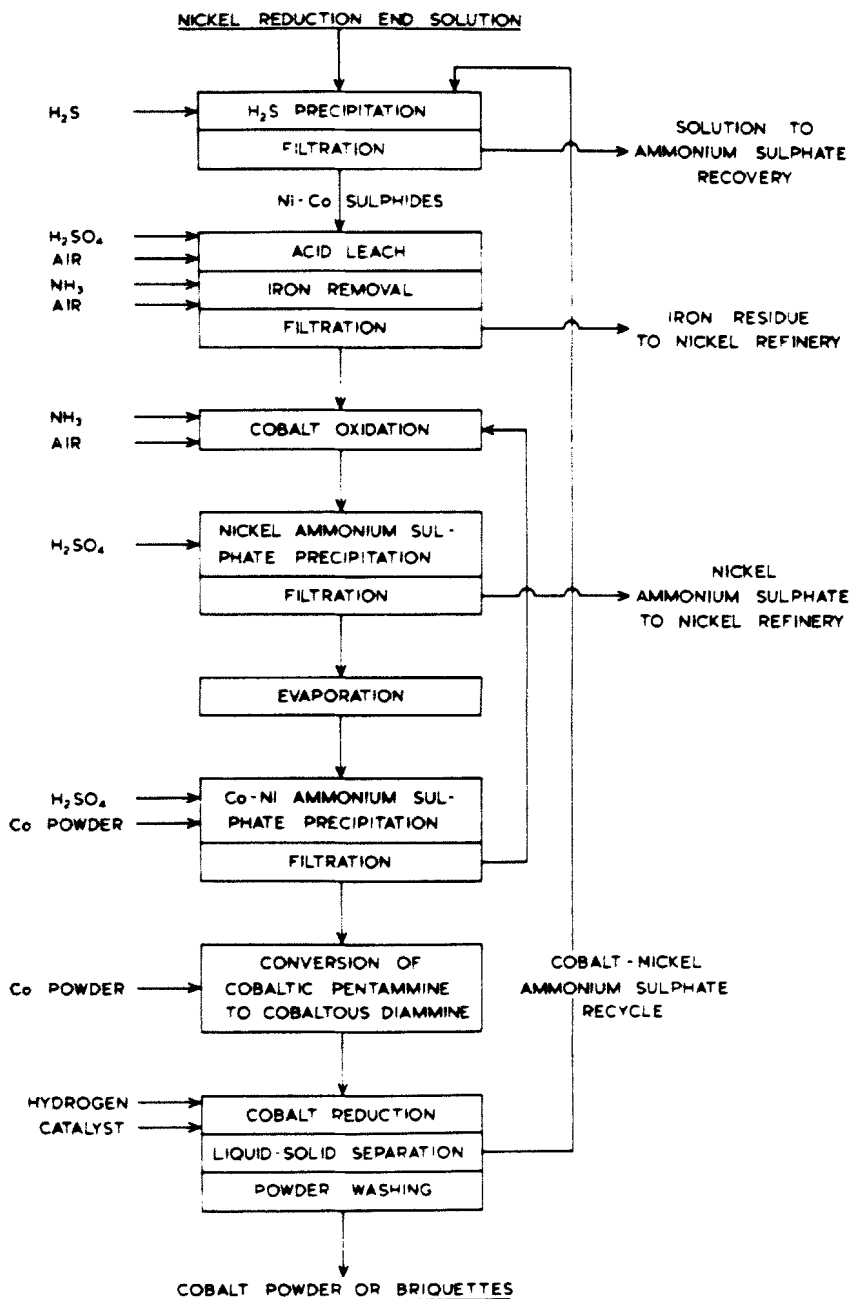 NICKEL REDUCTION END SOLUTION
H₂S
H₂S PRECIPITATION
FILTRATION
SOLUTION TO
AMMONIUM SULPHATE
RECOVERY
Ni-Co SULPHIDES
H₂SO₄
AIR
ACID LEACH
NH₃
AIR
IRON REMOVAL
FILTRATION
IRON RESIDUE
TO NICKEL REFINERY
NH₃
AIR
COBALT OXIDATION
H₂SO₄
NICKEL AMMONIUM SUL-
PHATE PRECIPITATION
FILTRATION
NICKEL
AMMONIUM SULPHATE
TO NICKEL REFINERY
EVAPORATION
H₂SO₄
Co POWDER
Co-Ni AMMONIUM SUL-
PHATE PRECIPITATION
FILTRATION
Co POWDER
CONVERSION OF
COBALTIC PENTAMMINE
TO COBALTOUS DIAMMINE
COBALT-NICKEL
AMMONIUM SULPHATE
RECYCLE
HYDROGEN
CATALYST
COBALT REDUCTION
LIQUID-SOLID SEPARATION
POWDER WASHING
COBALT POWDER OR BRIQUETTES